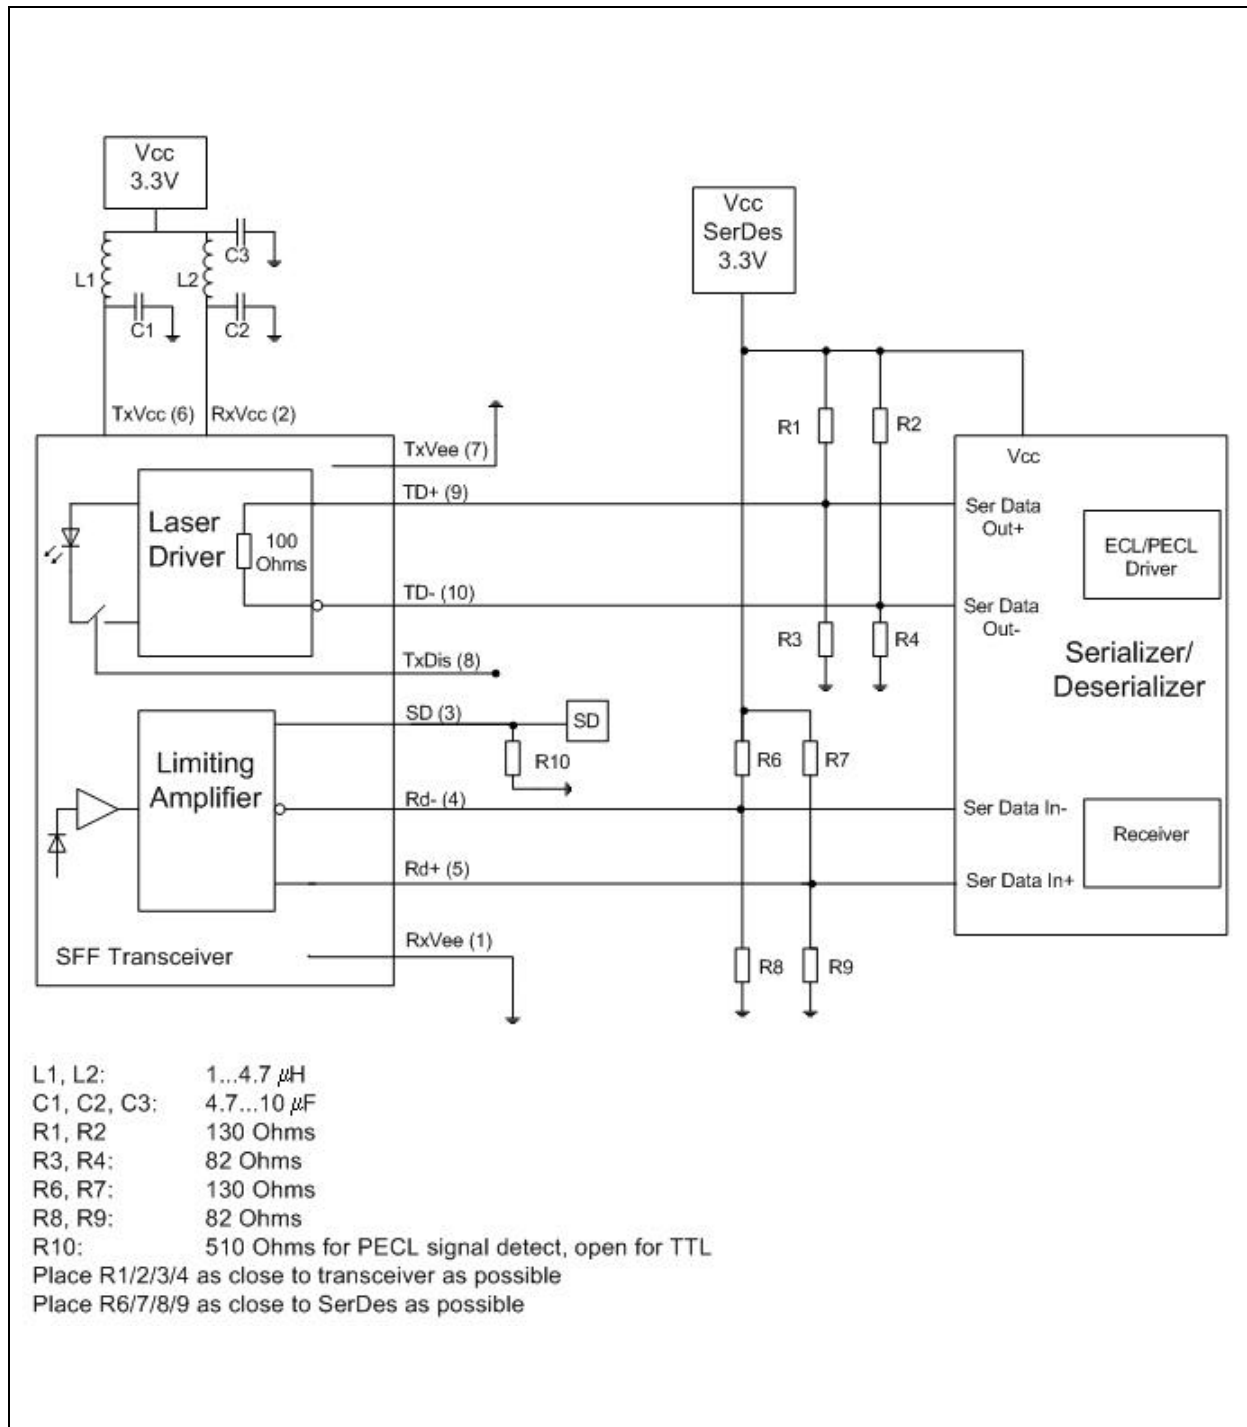 Vcc
3.3V
Vcc
SerDes
3.3V
L1
L2
C3
C1
C2
TxVcc (6)
RxVcc (2)
TxVee (7)
R1
R2
Vcc
TD+ (9)
Laser
Driver
100
Ohms
Ser Data
Out+
ECL/PECL
Driver
TD- (10)
Ser Data
Out-
R3
R4
TxDis (8)
Serializer/
Deserializer
SD (3)
SD
R10
R6
R7
Limiting
Amplifier
Rd- (4)
Ser Data In-
Receiver
Rd+ (5)
Ser Data In+
RxVee (1)
SFF Transceiver
R8
R9
L1, L2: 1...4.7 μH
C1, C2, C3: 4.7...10 μF
R1, R2 130 Ohms
R3, R4: 82 Ohms
R6, R7: 130 Ohms
R8, R9: 82 Ohms
R10: 510 Ohms for PECL signal detect, open for TTL
Place R1/2/3/4 as close to transceiver as possible
Place R6/7/8/9 as close to SerDes as possible